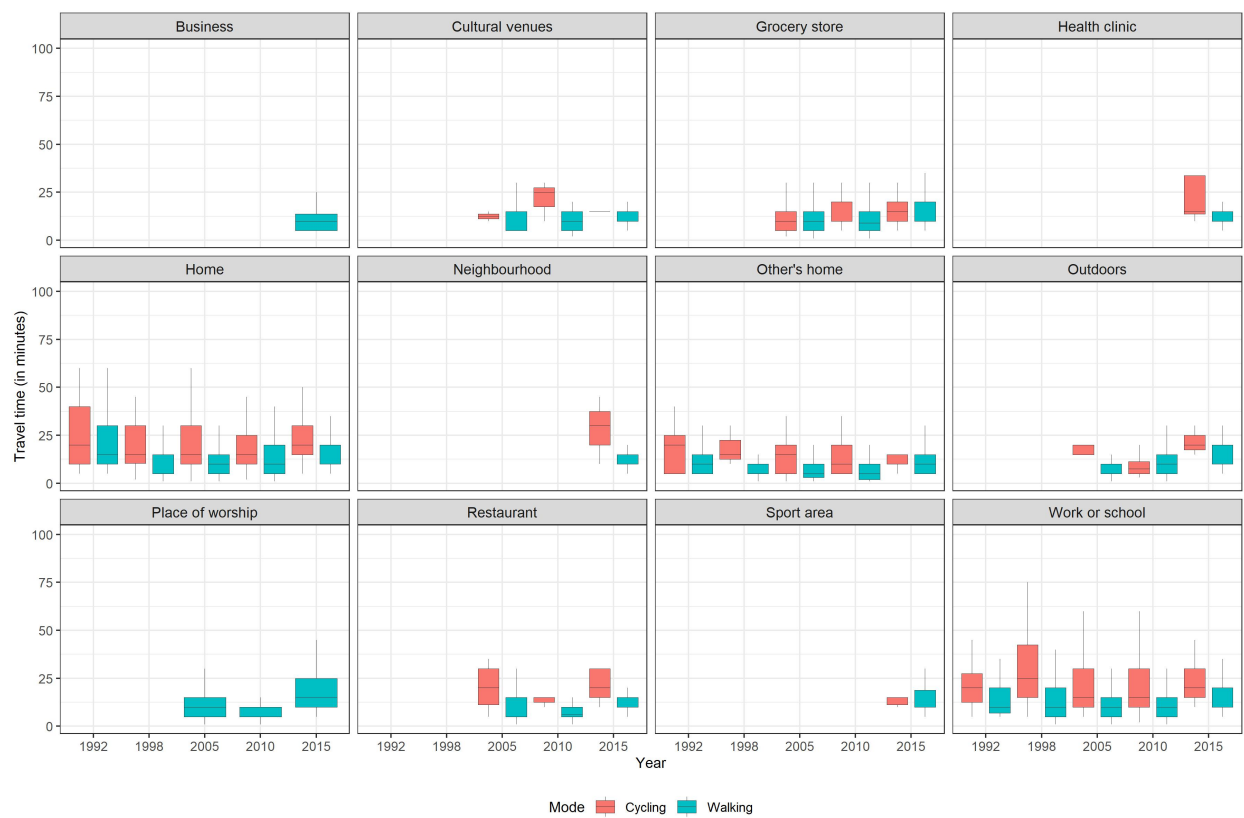 Business Cultural venues Grocery store Health clinic
100
75
50
25
0
Home Neighbourhood Other's home Outdoors
100
75
50
25
0
Travel time (in minutes)
Place of worship Restaurant Sport area Work or school
100
75
50
25
0
1992 1998 2005 2010 2015 1992 1998 2005 2010 2015 1992 1998 2005 2010 2015 1992 1998 2005 2010 2015
Year
Mode Cycling Walking